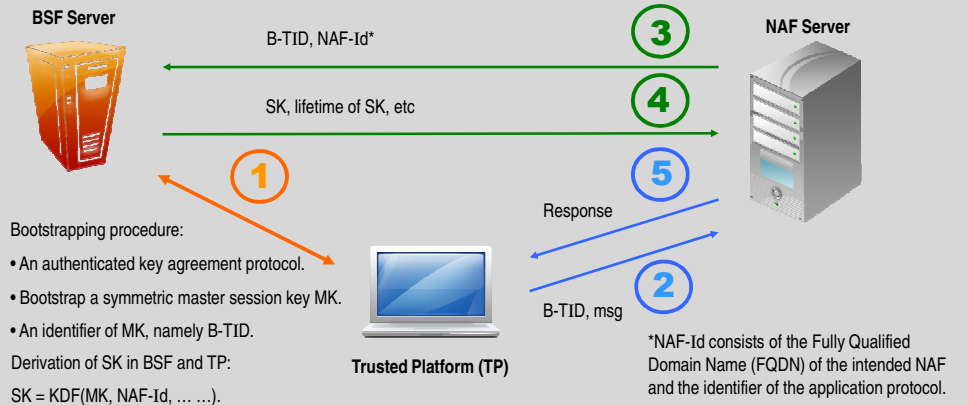 BSF Server
NAF Server
3
B-TID, NAF-Id*
4
SK, lifetime of SK, etc
1
5
Response
Bootstrapping procedure:
• An authenticated key agreement protocol.
• Bootstrap a symmetric master session key MK.
• An identifier of MK, namely B-TID.
Derivation of SK in BSF and TP:
SK = KDF(MK, NAF-Id, … …).
2
B-TID, msg
Trusted Platform (TP)
*NAF-Id consists of the Fully Qualified
Domain Name (FQDN) of the intended NAF
and the identifier of the application protocol.